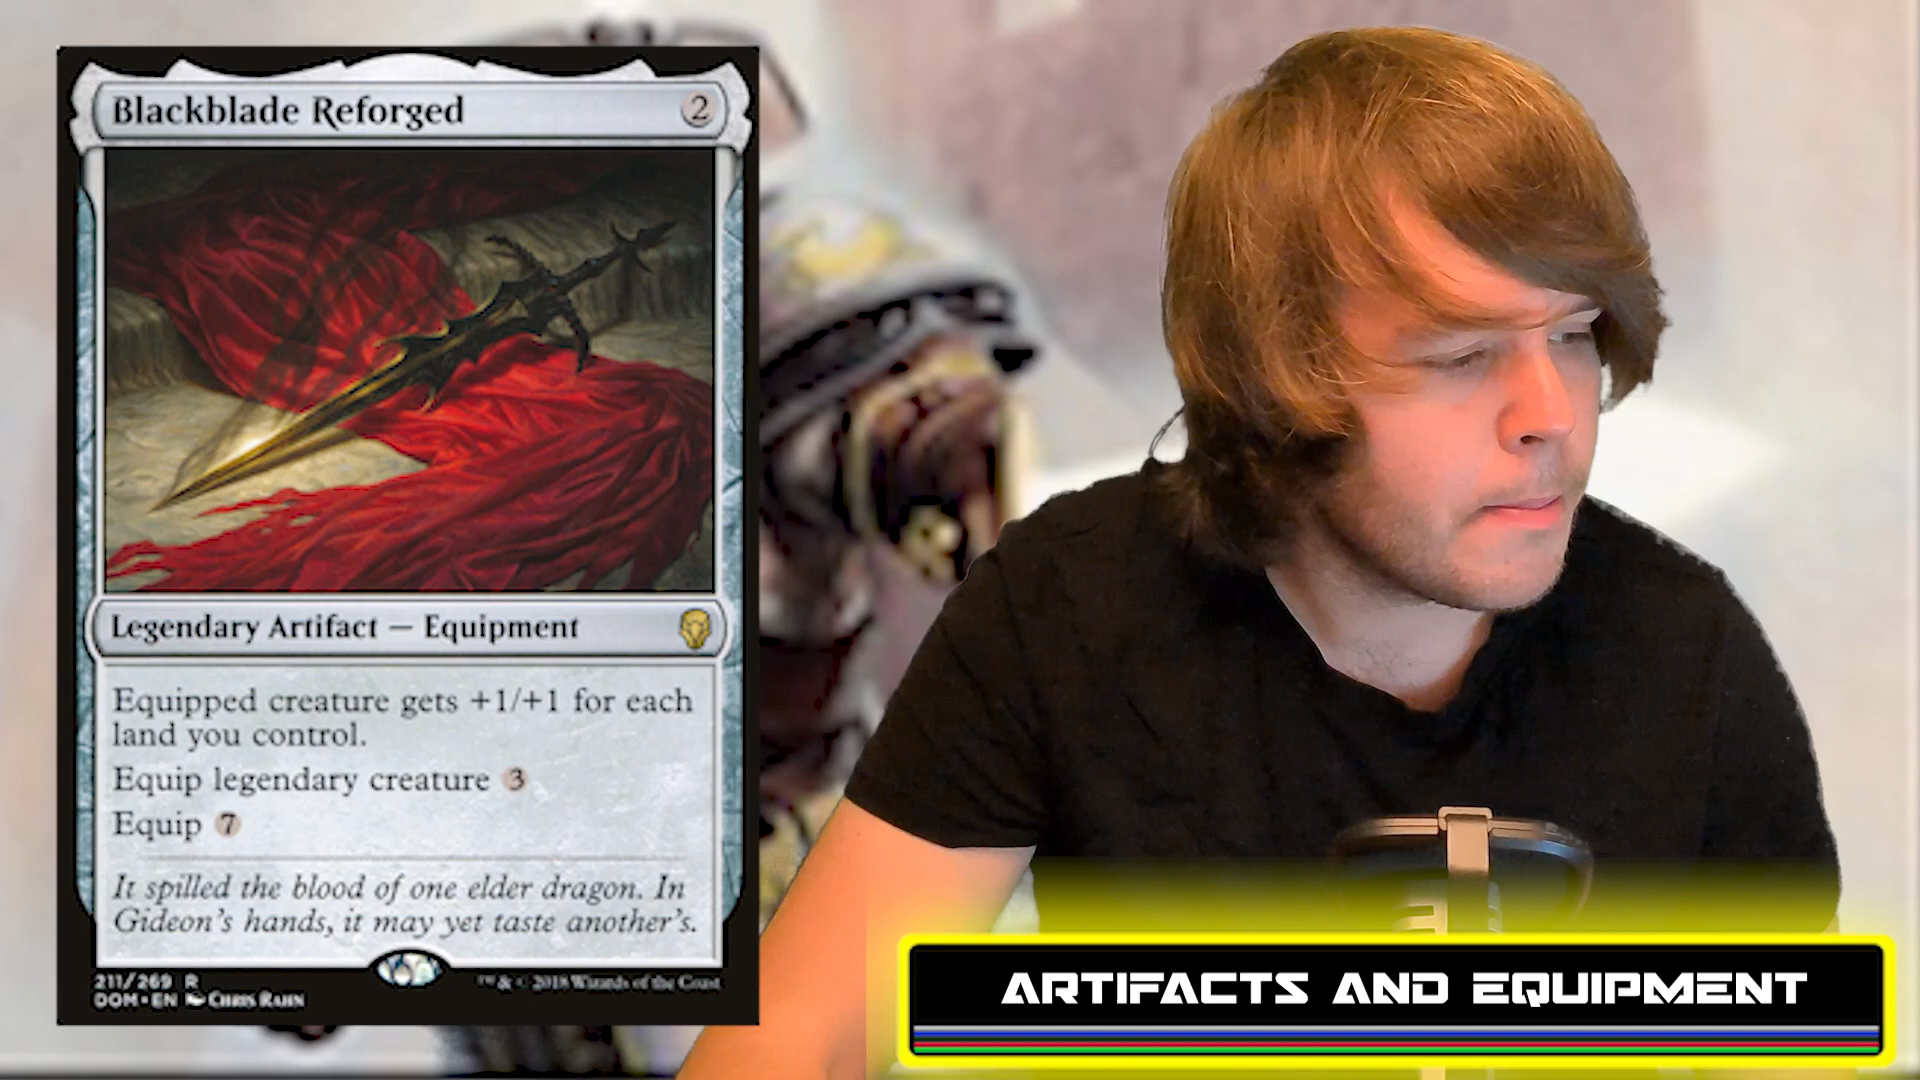 Blackblade Reforged 2
Legendary Artifact — Equipment
Equipped creature gets +1/+1 for each
land you control.
Equip legendary creature 3
Equip 7
It spilled the blood of one elder dragon. In
Gideon's hands, it may yet taste another's.
211/269 R
DOM • EN Chris Rahn
™ & © 2018 Wizards of the Coast
ARTIFACTS AND EQUIPMENT